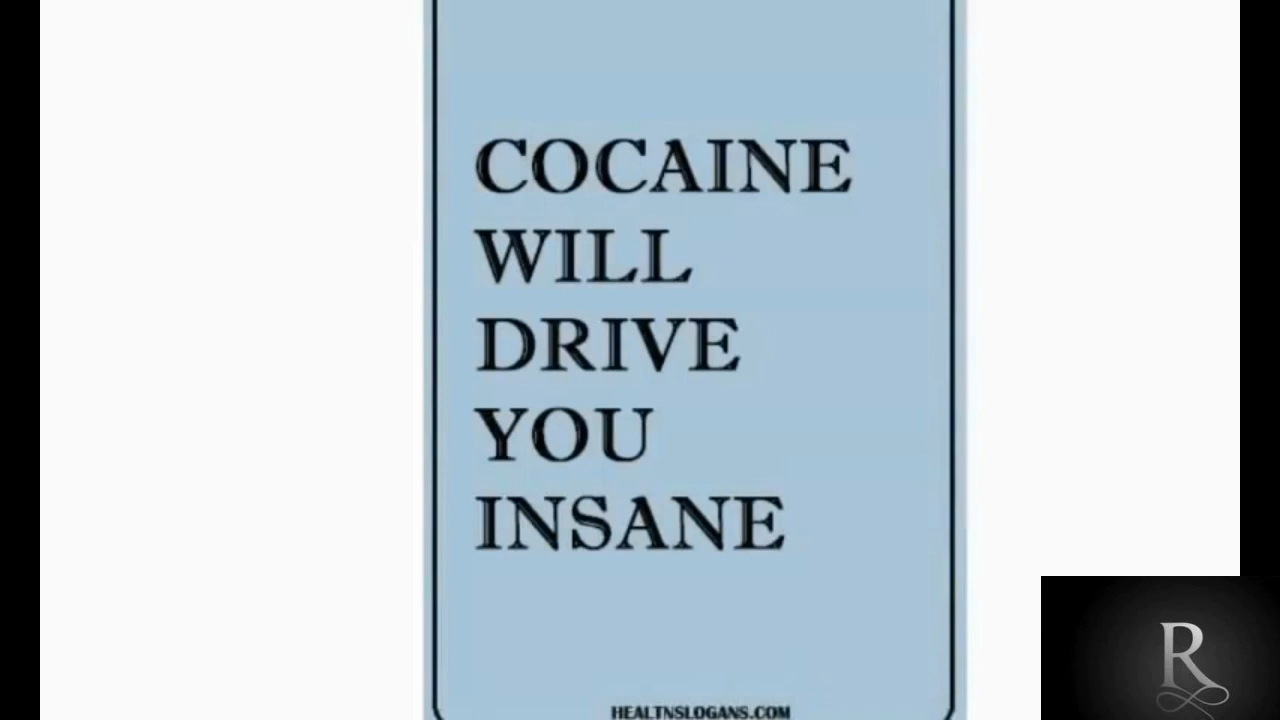 COCAINE
WILL
DRIVE
YOU
INSANE
HEALTNSLOGANS.COM
R